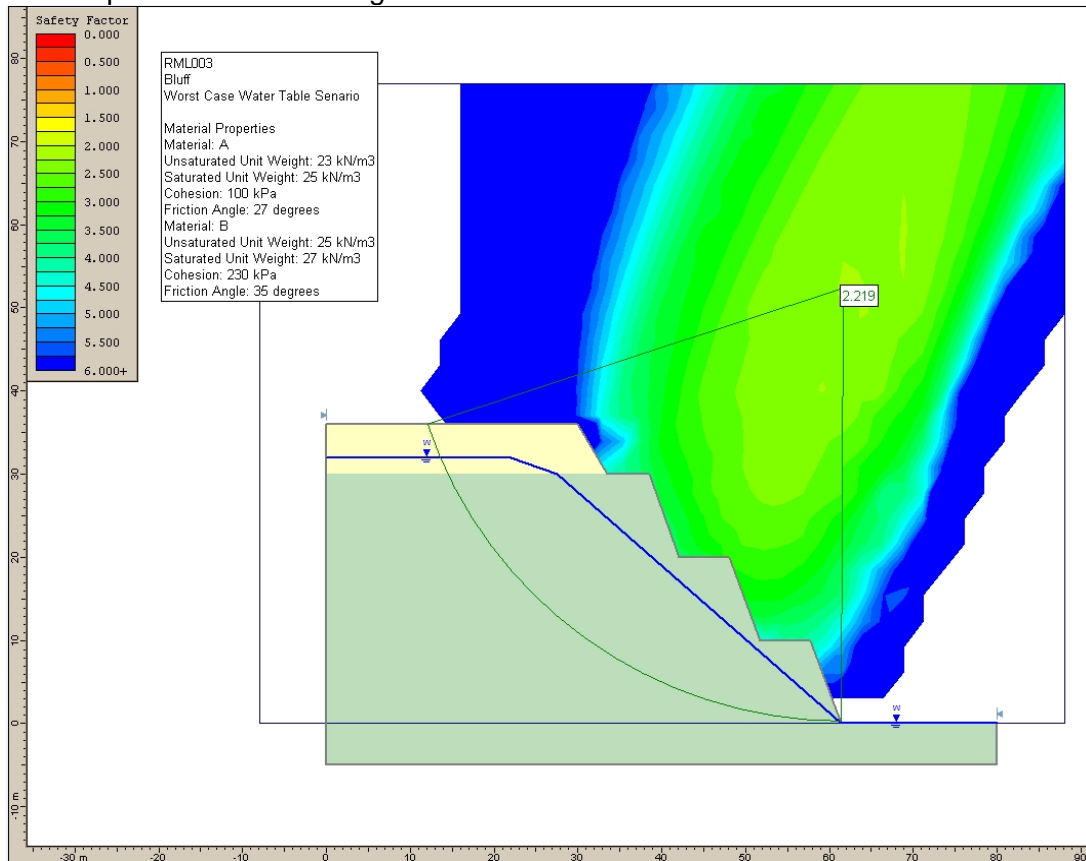 Safety Factor
0.000
0.500
1.000
1.500
2.000
2.500
3.000
3.500
4.000
4.500
5.000
5.500
6.000+
RML003
Bluff
Worst Case Water Table Senario
Material Properties
Material: A
Unsaturated Unit Weight: 23 kN/m3
Saturated Unit Weight: 25 kN/m3
Cohesion: 100 kPa
Friction Angle: 27 degrees
Material: B
Unsaturated Unit Weight: 25 kN/m3
Saturated Unit Weight: 27 kN/m3
Cohesion: 230 kPa
Friction Angle: 35 degrees
2.219
W
W
80
70
60
50
40
30
20
10
0
-10 m
-30 m
-20
-10
0
10
20
30
40
50
60
70
80
90